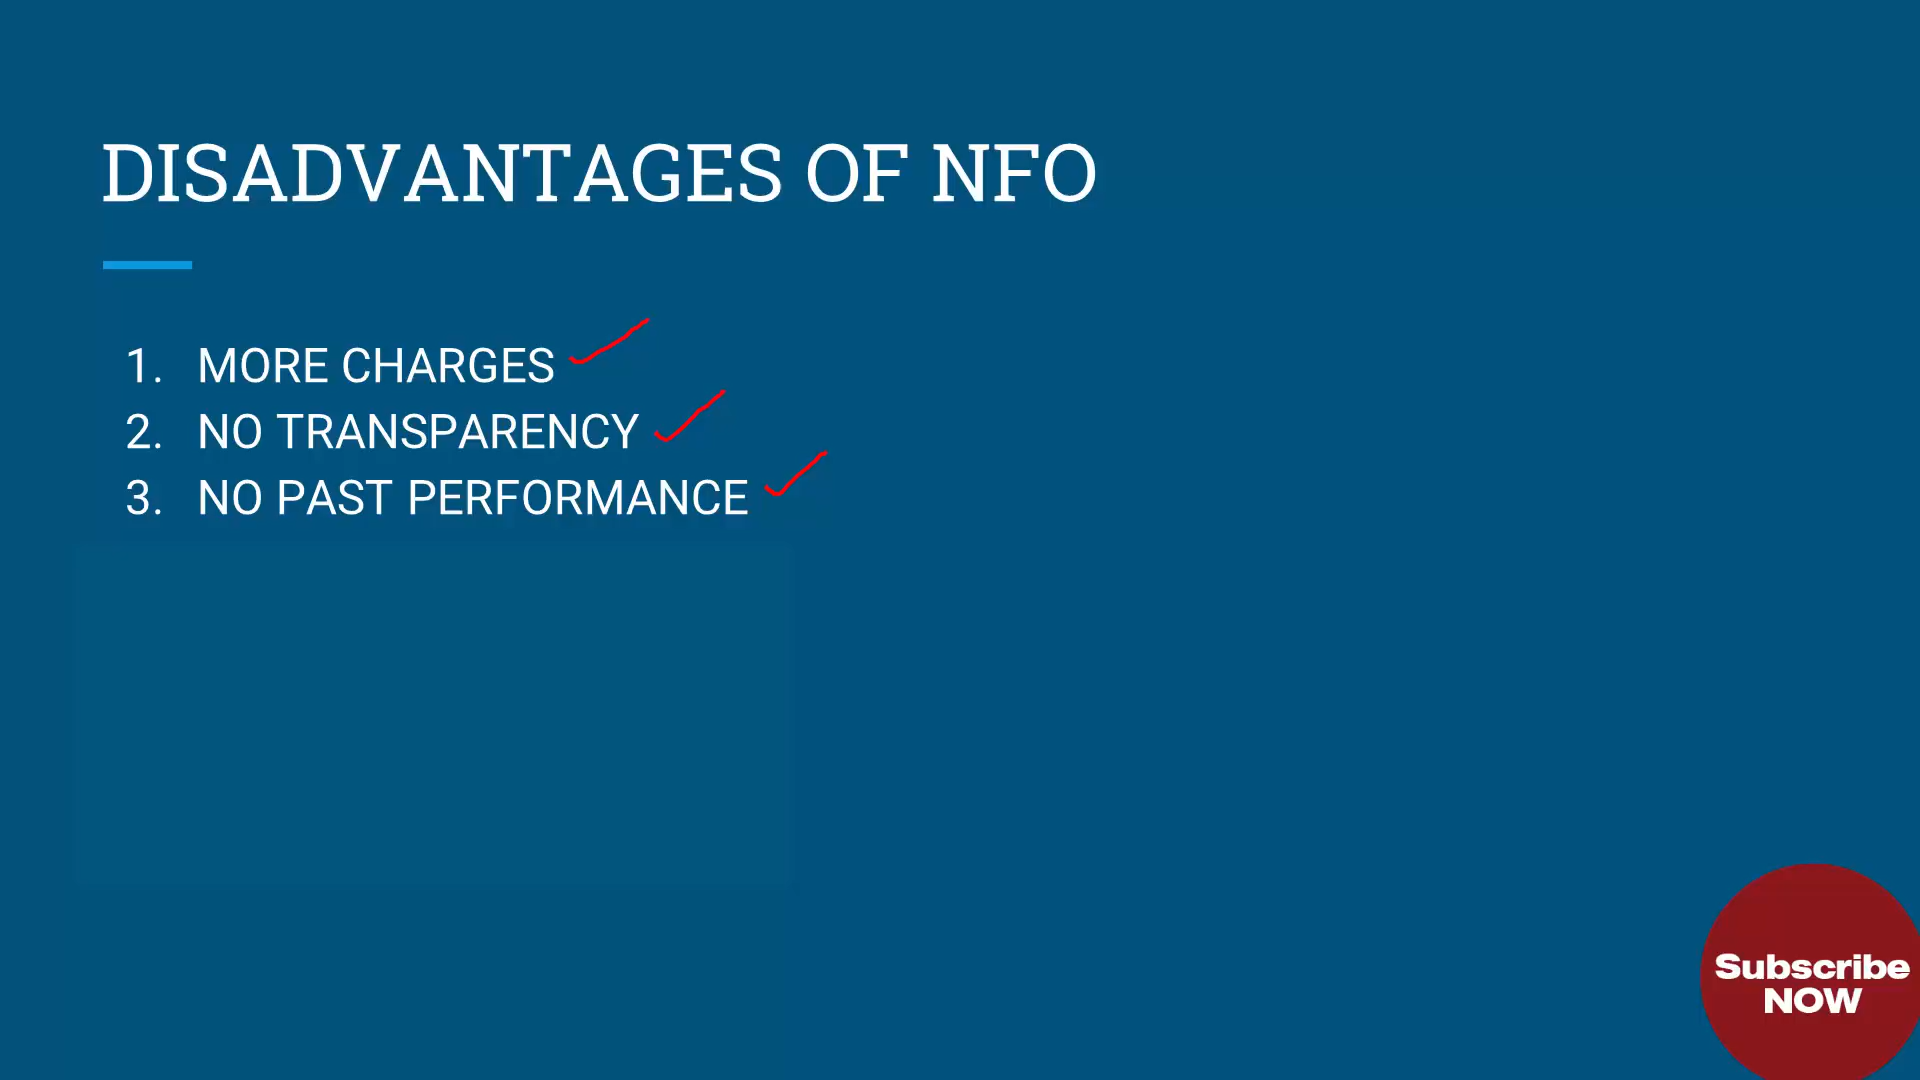 DISADVANTAGES OF NFO
1. MORE CHARGES
2. NO TRANSPARENCY
3. NO PAST PERFORMANCE
Subscribe
NOW